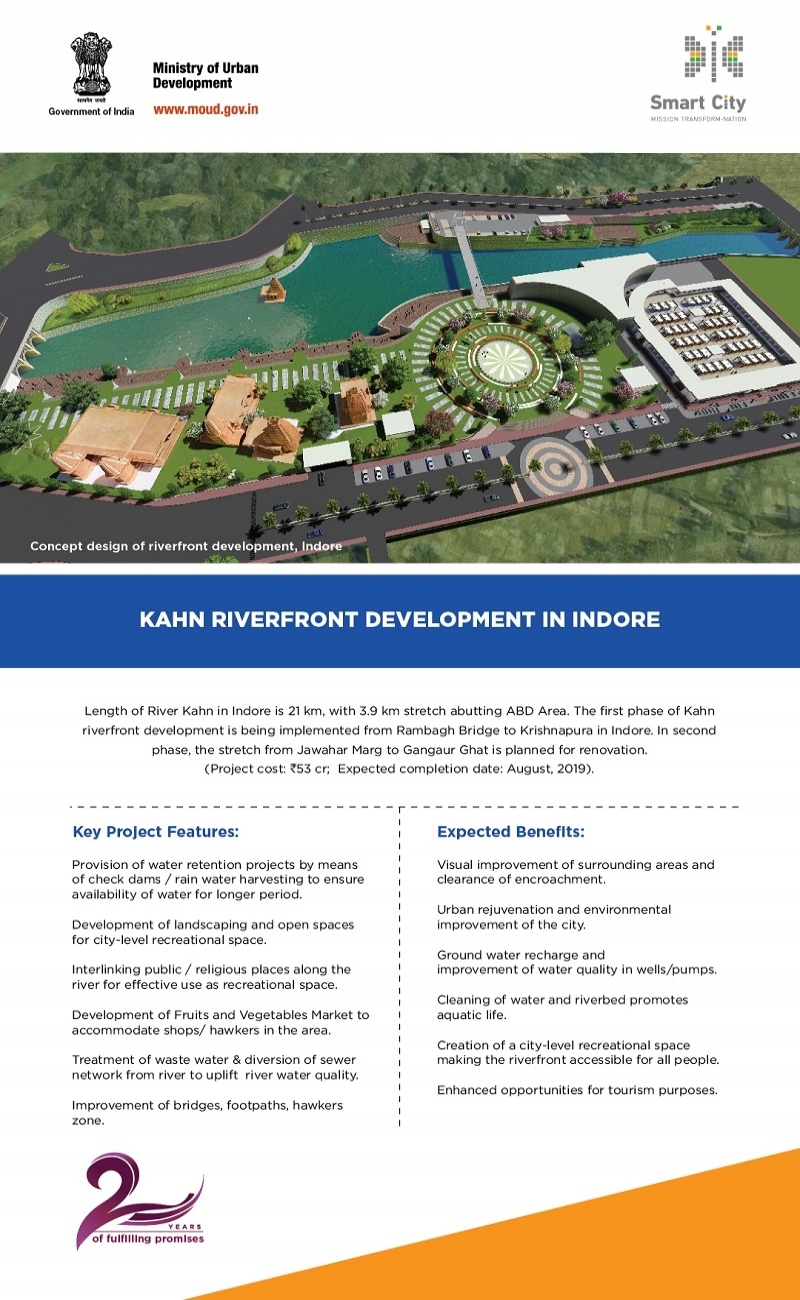 सत्यमेव जयते
Government of India
Ministry of Urban
Development
www.moud.gov.in
Smart City
MISSION TRANSFORM-NATION
Concept design of riverfront development, Indore
KAHN RIVERFRONT DEVELOPMENT IN INDORE
Length of River Kahn in Indore is 21 km, with 3.9 km stretch abutting ABD Area. The first phase of Kahn
riverfront development is being implemented from Rambagh Bridge to Krishnapura in Indore. In second
phase, the stretch from Jawahar Marg to Gangaur Ghat is planned for renovation.
(Project cost: ₹53 cr; Expected completion date: August, 2019).
Key Project Features:
Provision of water retention projects by means
of check dams / rain water harvesting to ensure
availability of water for longer period.
Development of landscaping and open spaces
for city-level recreational space.
Interlinking public / religious places along the
river for effective use as recreational space.
Development of Fruits and Vegetables Market to
accommodate shops/ hawkers in the area.
Treatment of waste water & diversion of sewer
network from river to uplift river water quality.
Improvement of bridges, footpaths, hawkers
zone.
Expected Benefits:
Visual improvement of surrounding areas and
clearance of encroachment.
Urban rejuvenation and environmental
improvement of the city.
Ground water recharge and
improvement of water quality in wells/pumps.
Cleaning of water and riverbed promotes
aquatic life.
Creation of a city-level recreational space
making the riverfront accessible for all people.
Enhanced opportunities for tourism purposes.
2 YEARS
of fulfilling promises